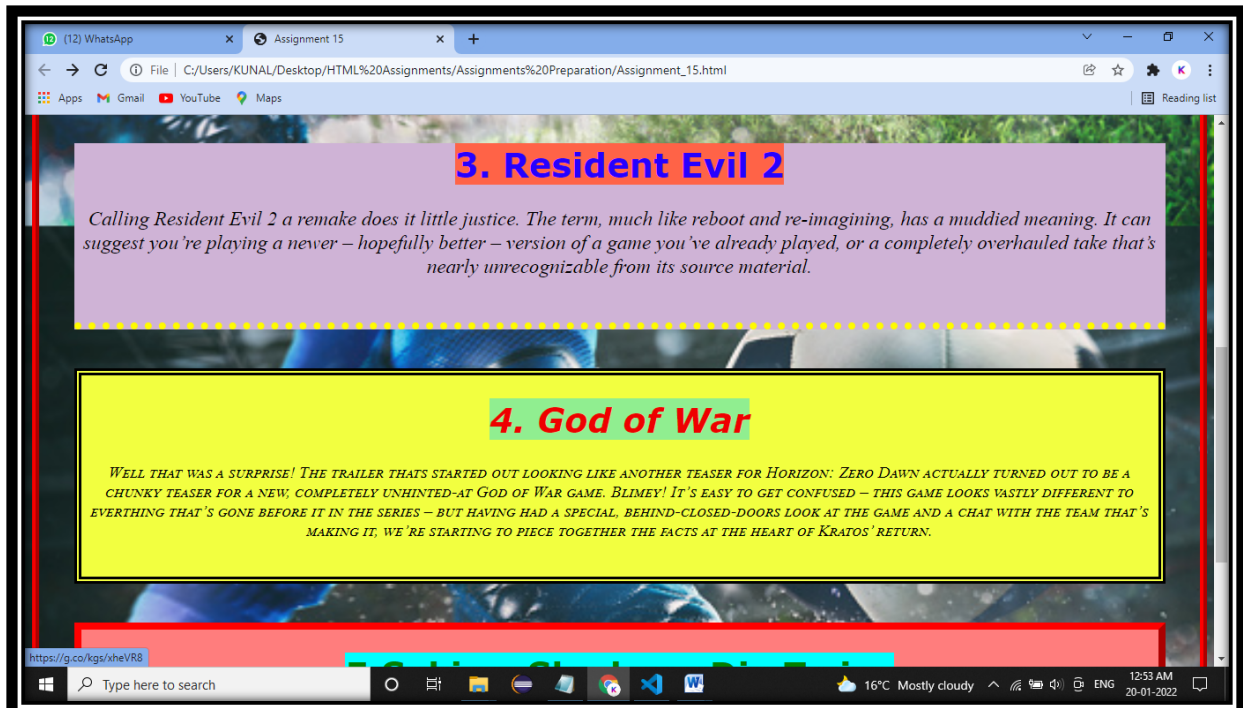 (12) WhatsApp
Assignment 15
File | C:/Users/KUNAL/Desktop/HTML%20Assignments/Assignments%20Preparation/Assignment_15.html
K
Apps
Gmail
YouTube
Maps
Reading list
3. Resident Evil 2
Calling Resident Evil 2 a remake does it little justice. The term, much like reboot and re-imagining, has a muddied meaning. It can
suggest you’re playing a newer – hopefully better – version of a game you’ve already played, or a completely overhauled take that’s
nearly unrecognizable from its source material.
4. God of War
Well that was a surprise! The trailer thats started out looking like another teaser for Horizon: Zero Dawn actually turned out to be a
chunky teaser for a new, completely unhinted-at God of War game. Blimey! It’s easy to get confused – this game looks vastly different to
everthing that’s gone before it in the series – but having had a special, behind-closed-doors look at the game and a chat with the team that’s
making it, we’re starting to piece together the facts at the heart of Kratos’ return.
https://g.co/kgs/xheVR8
Type here to search
16°C Mostly cloudy
ENG
12:53 AM
20-01-2022